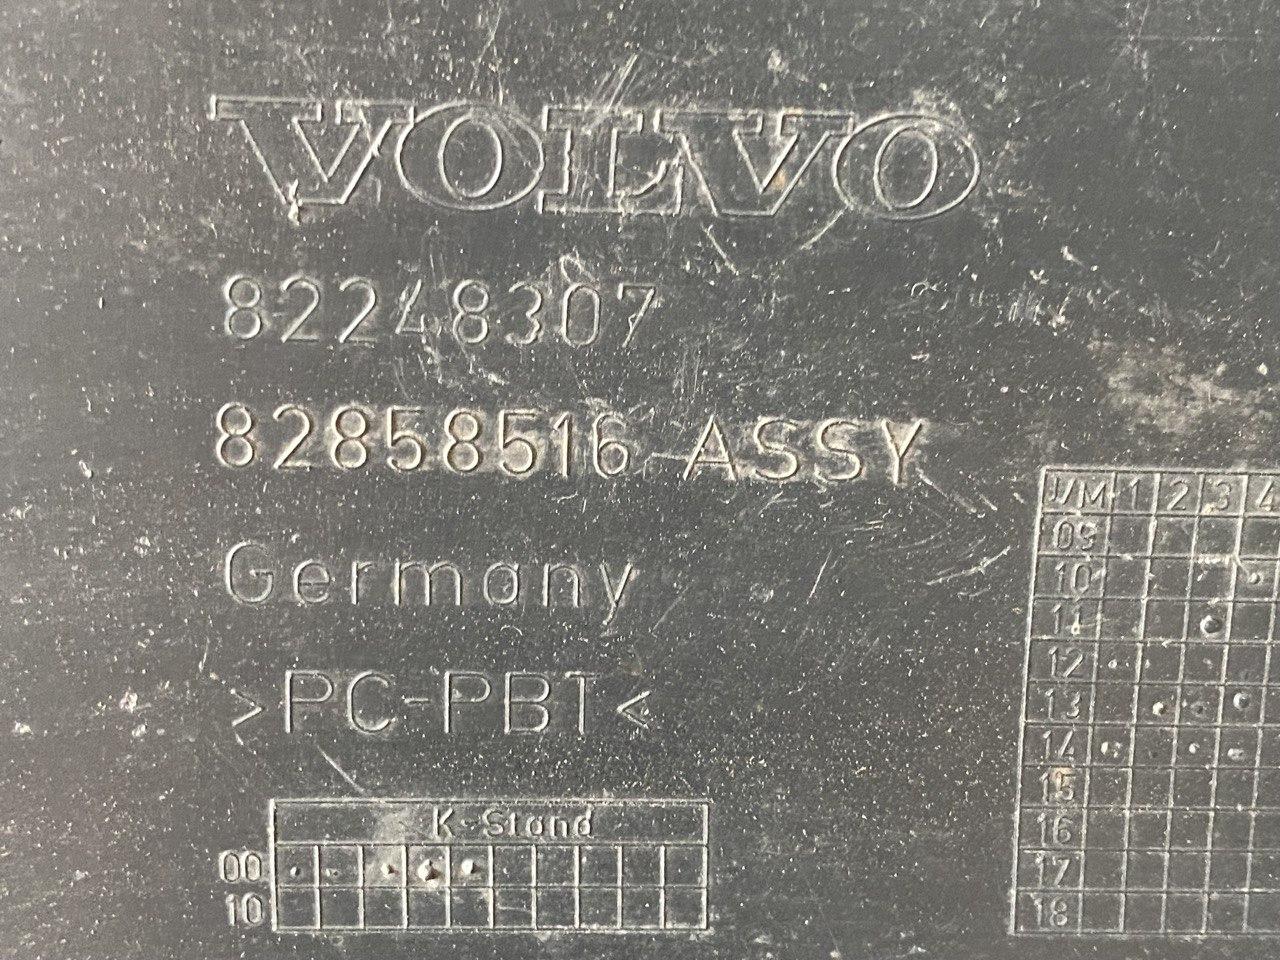 VOLVO
82248307
82858516 ASSY
Germany
>PC-PBT<
K-Stand
00
10
J/M 1 2 3 4
09
10
11
12
13
14
15
16
17
18